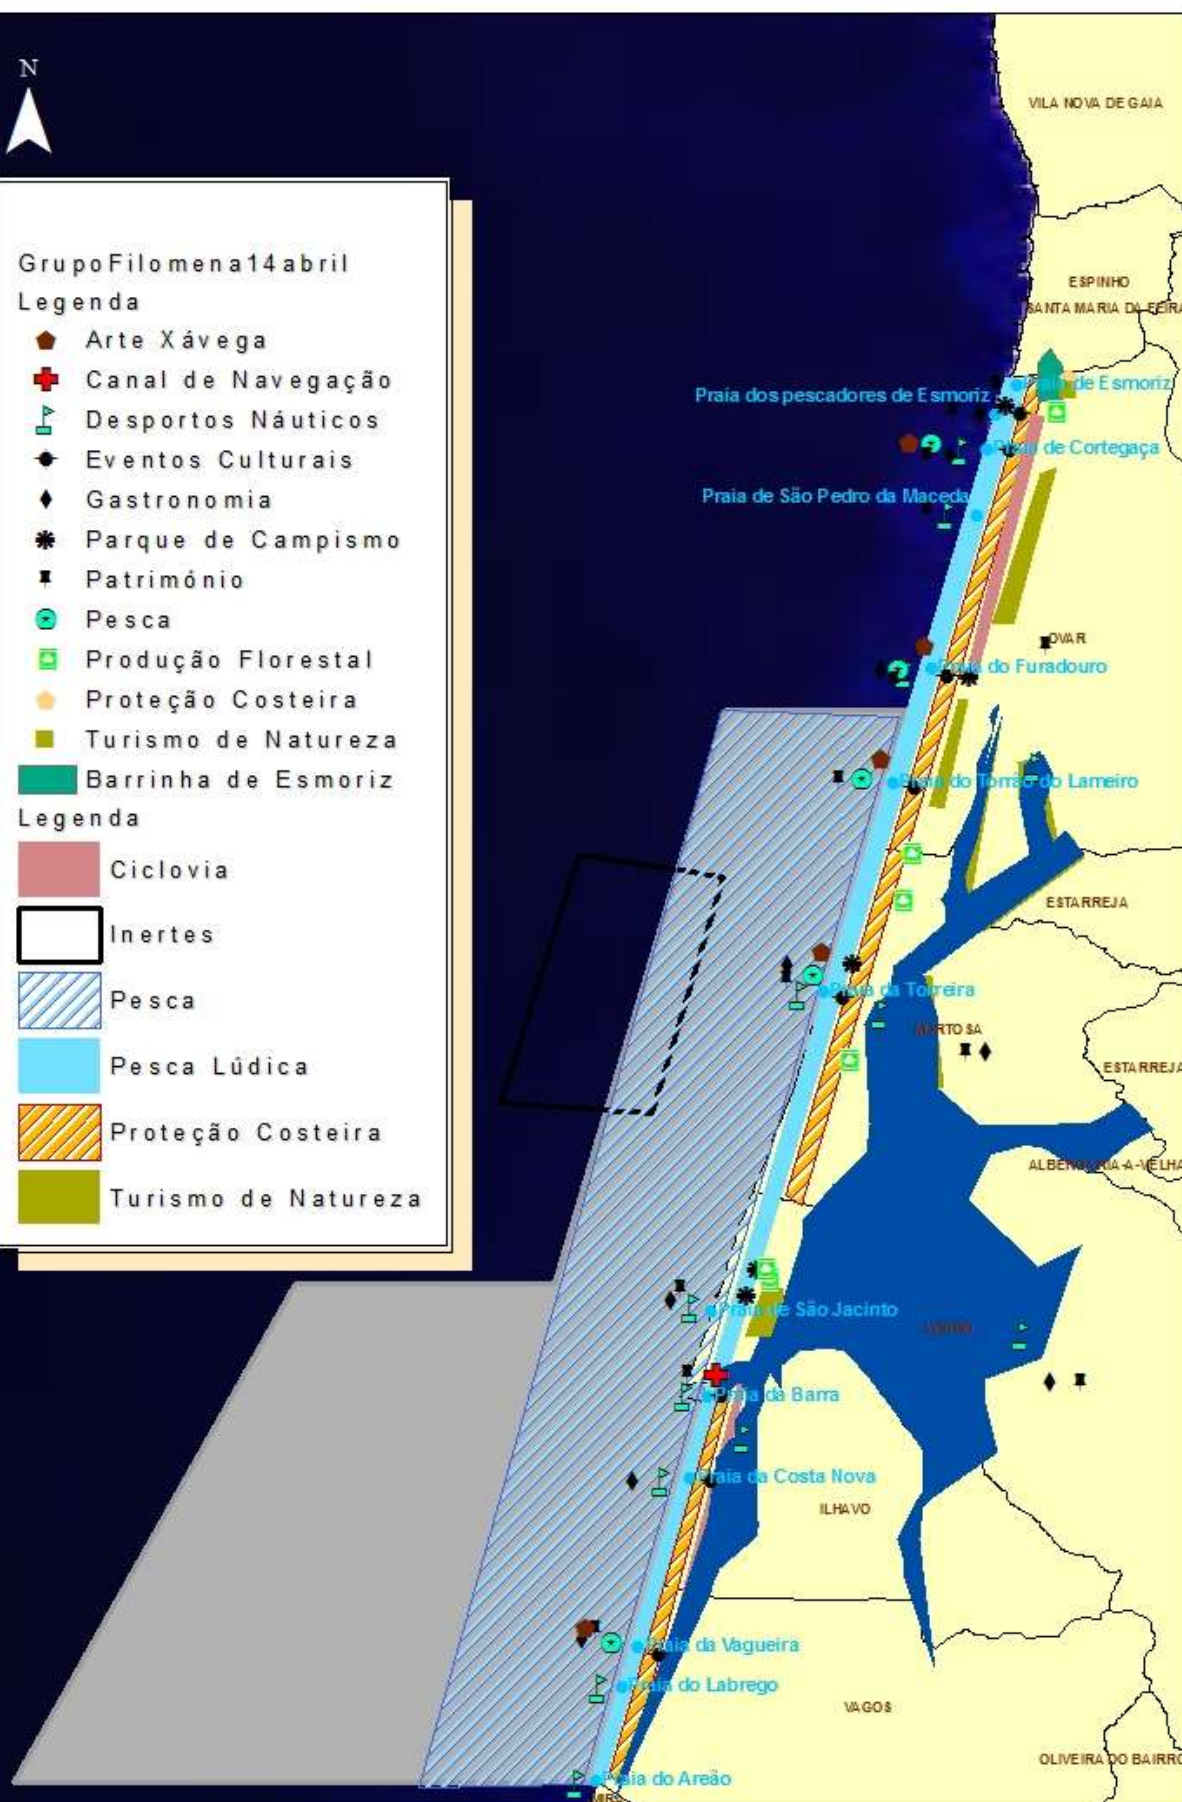 N
VILA NOVA DE GAIA
ESPINHO
SANTA MARIA DA FEIRA
GrupoFilomena14abril
Legenda
Arte Xávega
Canal de Navegação
Desportos Náuticos
Eventos Culturais
Gastronomia
Parque de Campismo
Património
Pesca
Produção Florestal
Proteção Costeira
Turismo de Natureza
Barrinha de Esmoriz
Legenda
Ciclovia
Inertes
Pesca
Pesca Lúdica
Proteção Costeira
Turismo de Natureza
Praia de Esmoriz
Praia dos pescadores de Esmoriz
Praia de Cortegaça
Praia de São Pedro da Maceda
OVAR
Praia do Furadouro
Praia do Torrão do Lameiro
ESTARREJA
Praia da Torreira
MURTOSA
ESTARREJA
ALBERGARIA-A-VELHA
Praia de São Jacinto
AVEIRO
Praia da Barra
Praia da Costa Nova
ILHAVO
Praia da Vagueira
Praia do Labrego
VAGOS
OLIVEIRA DO BAIRRO
Praia do Areão